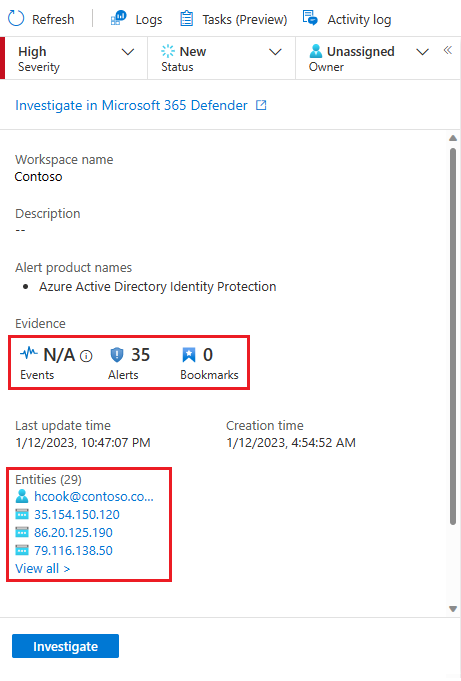 Refresh Logs Tasks (Preview) Activity log
High New Unassigned
Severity Status Owner
Investigate in Microsoft 365 Defender
Workspace name
Contoso
Description
--
Alert product names
• Azure Active Directory Identity Protection
Evidence
N/A 35 0
Events Alerts Bookmarks
Last update time Creation time
1/12/2023, 10:47:07 PM 1/12/2023, 4:54:52 AM
Entities (29)
hcook@contoso.co...
35.154.150.120
86.20.125.190
79.116.138.50
View all >
Investigate